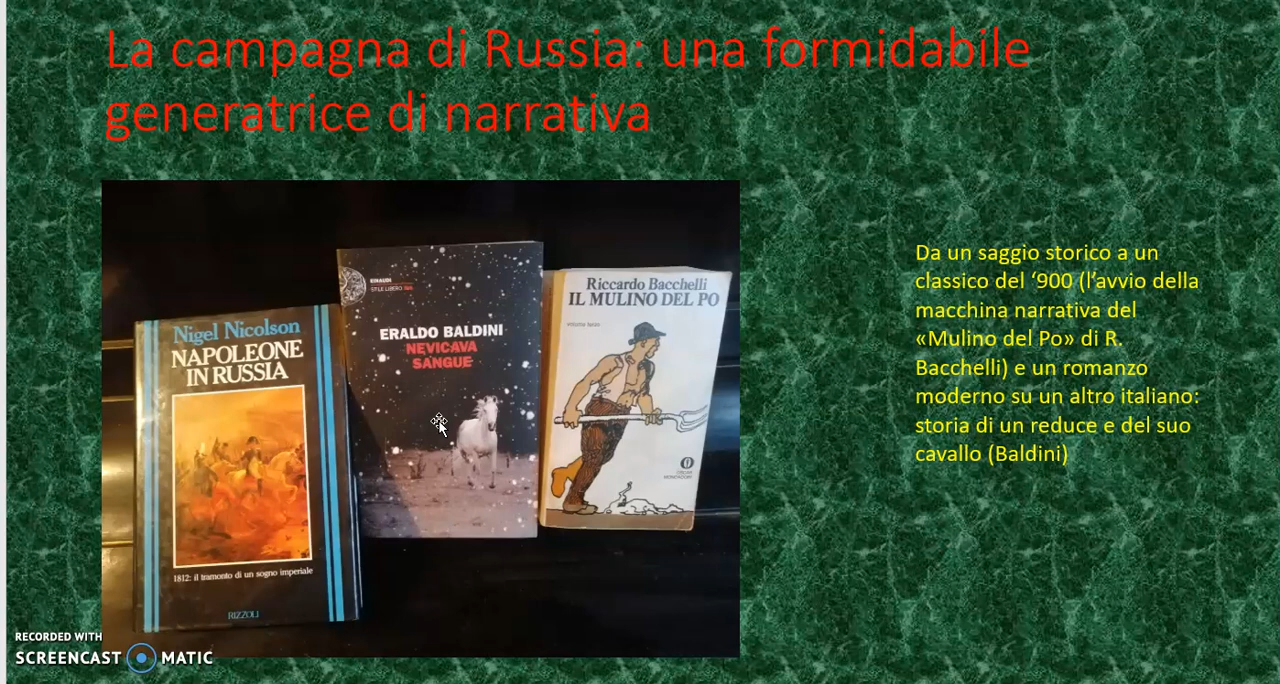 La campagna di Russia: una formidabile
generatrice di narrativa
Nigel Nicolson
NAPOLEONE
IN RUSSIA
1812: il tramonto di un sogno imperiale
RIZZOLI
EINAUDI
STILE LIBERO
ERALDO BALDINI
NEVICAVA
SANGUE
Riccardo Bacchelli
IL MULINO DEL PO
OSCAR
MONDADORI
Da un saggio storico a un
classico del ‘900 (l’avvio della
macchina narrativa del
«Mulino del Po» di R.
Bacchelli) e un romanzo
moderno su un altro italiano:
storia di un reduce e del suo
cavallo (Baldini)
RECORDED WITH
SCREENCAST MATIC